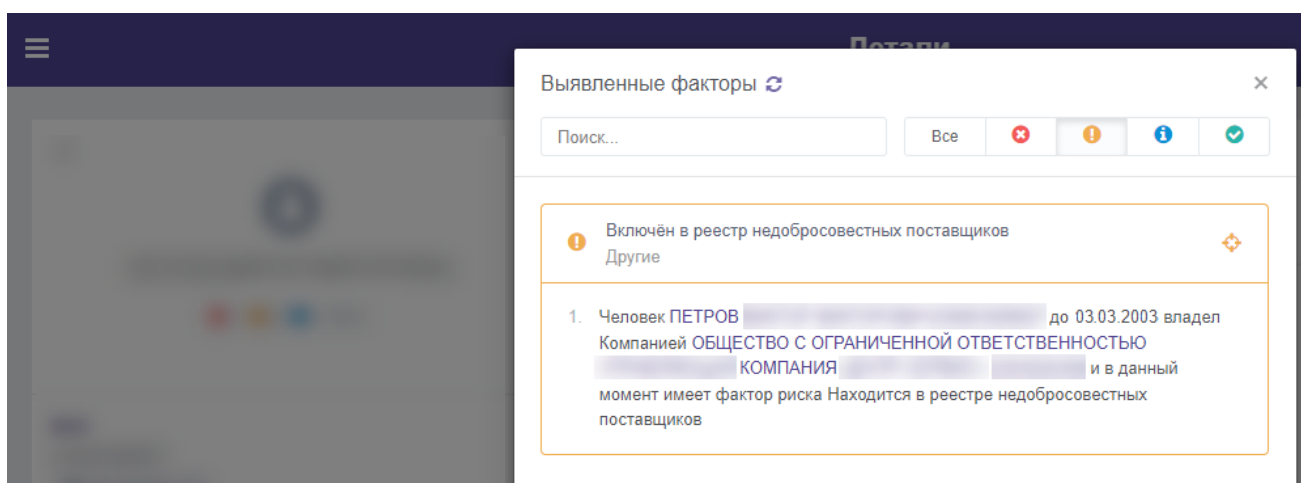 Детали
Выявленные факторы
Поиск...
Все
Включён в реестр недобросовестных поставщиков
Другие
1. Человек ПЕТРОВ до 03.03.2003 владел
Компанией ОБЩЕСТВО С ОГРАНИЧЕННОЙ ОТВЕТСТВЕННОСТЬЮ
КОМПАНИЯ и в данный
момент имеет фактор риска Находится в реестре недобросовестных
поставщиков